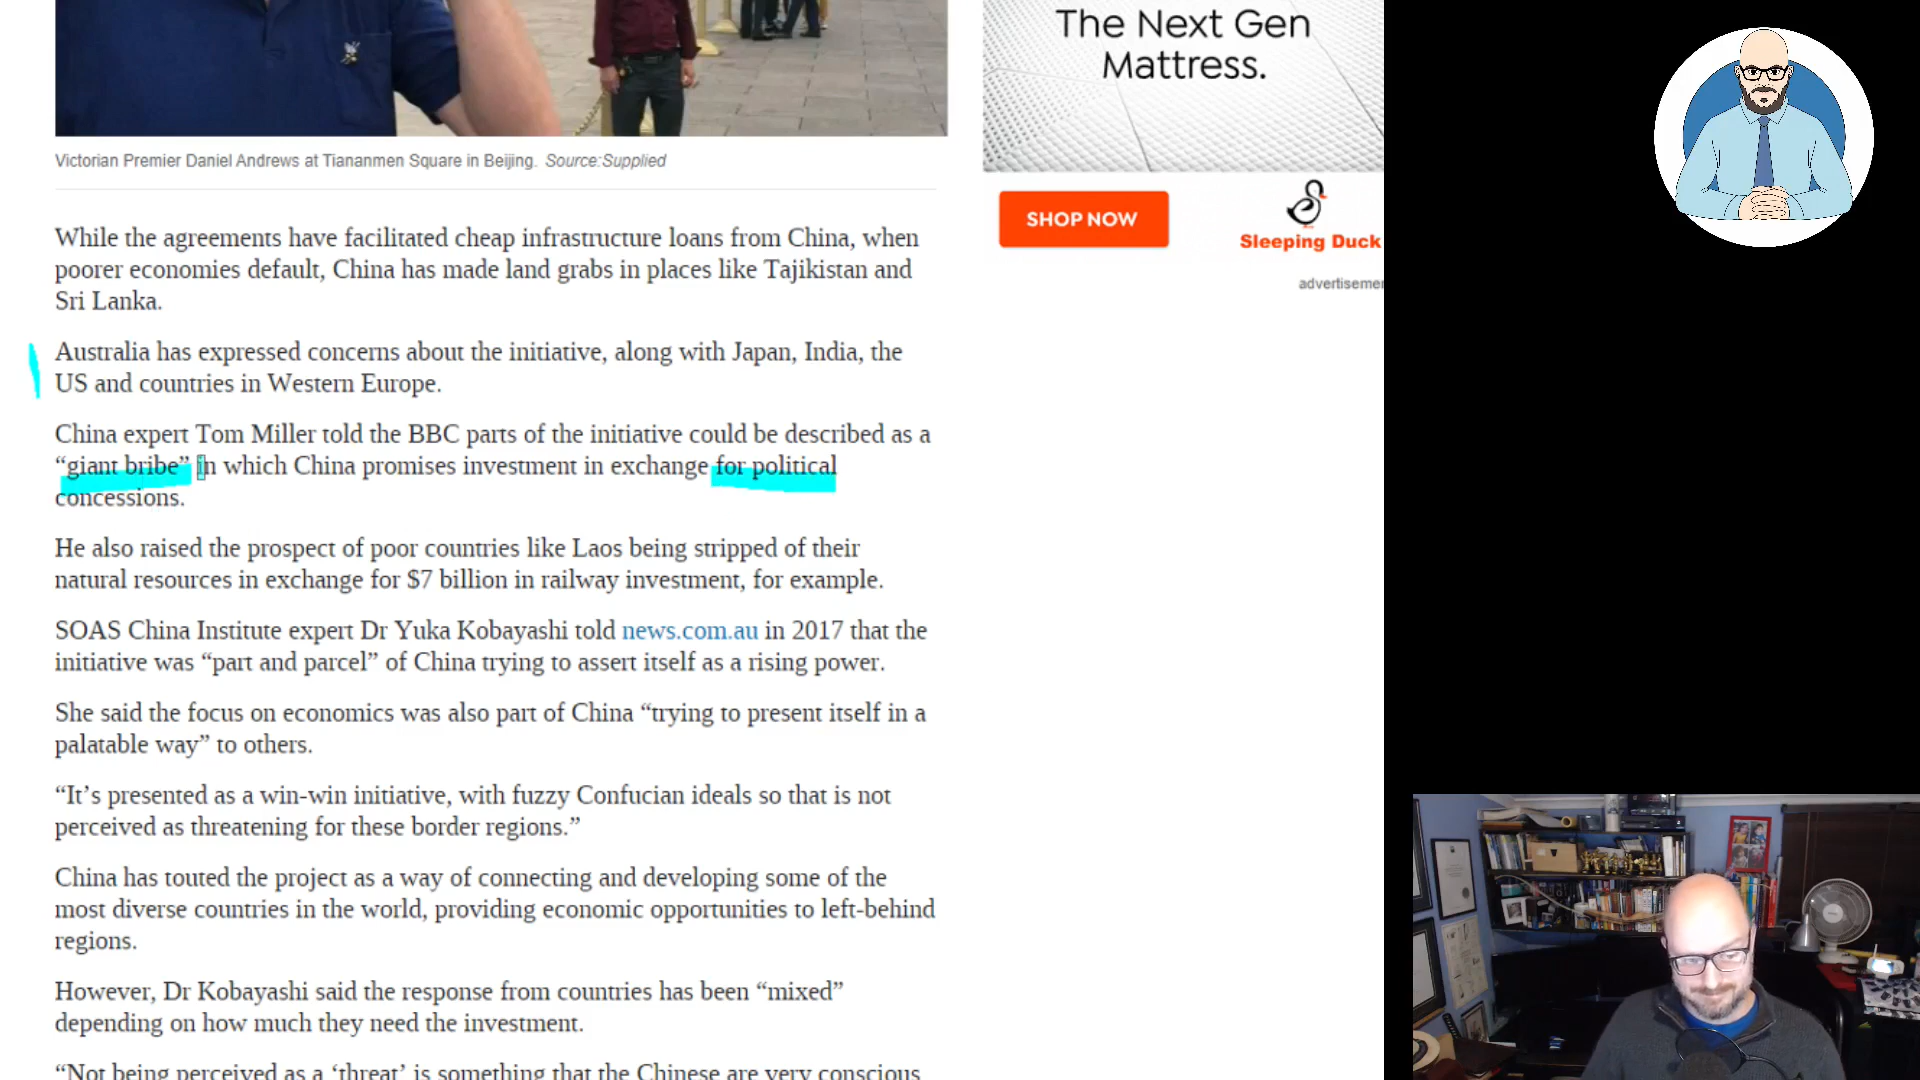 The Next Gen
Mattress.
SHOP NOW
Sleeping Duck
Victorian Premier Daniel Andrews at Tiananmen Square in Beijing. Source:Supplied
While the agreements have facilitated cheap infrastructure loans from China, when
poorer economies default, China has made land grabs in places like Tajikistan and
Sri Lanka.
Australia has expressed concerns about the initiative, along with Japan, India, the
US and countries in Western Europe.
China expert Tom Miller told the BBC parts of the initiative could be described as a
“giant bribe” in which China promises investment in exchange for political
concessions.
He also raised the prospect of poor countries like Laos being stripped of their
natural resources in exchange for $7 billion in railway investment, for example.
SOAS China Institute expert Dr Yuka Kobayashi told news.com.au in 2017 that the
initiative was “part and parcel” of China trying to assert itself as a rising power.
She said the focus on economics was also part of China “trying to present itself in a
palatable way” to others.
“It’s presented as a win-win initiative, with fuzzy Confucian ideals so that is not
perceived as threatening for these border regions.”
China has touted the project as a way of connecting and developing some of the
most diverse countries in the world, providing economic opportunities to left-behind
regions.
However, Dr Kobayashi said the response from countries has been “mixed”
depending on how much they need the investment.
“Not being perceived as a ‘threat’ is something that the Chinese are very conscious